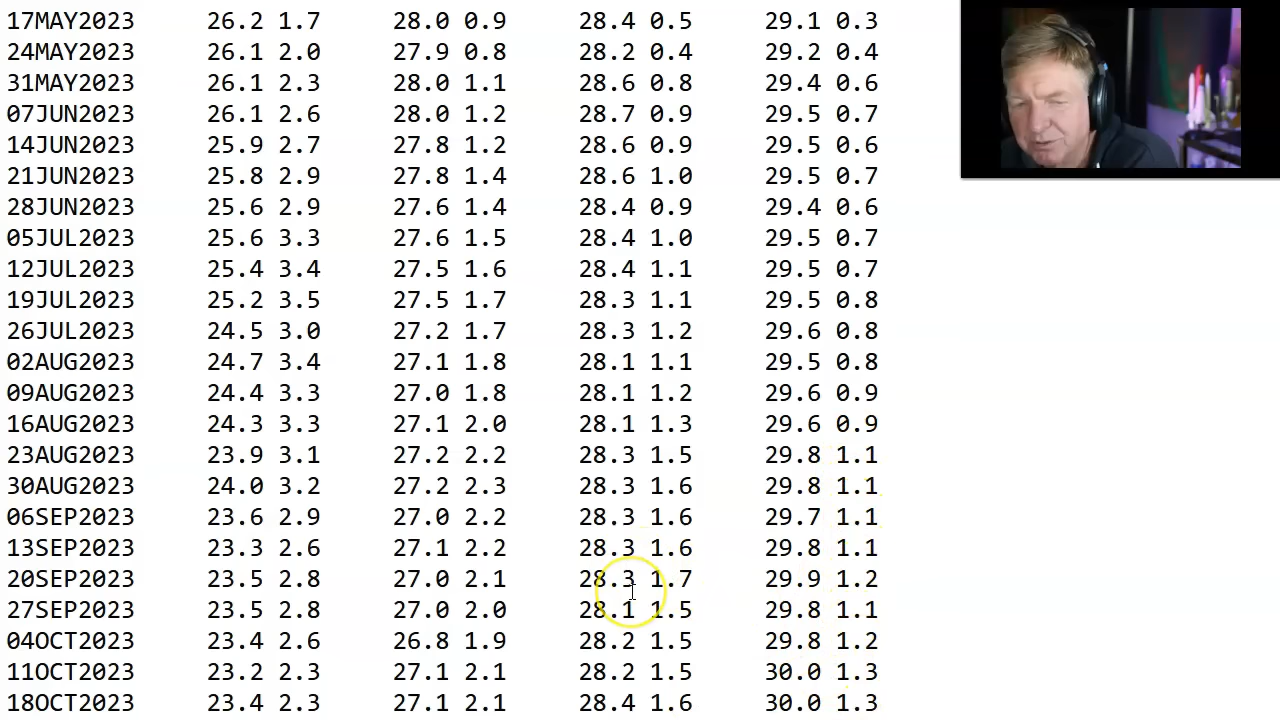 17MAY2023 26.2 1.7 28.0 0.9 28.4 0.5 29.1 0.3
24MAY2023 26.1 2.0 27.9 0.8 28.2 0.4 29.2 0.4
31MAY2023 26.1 2.3 28.0 1.1 28.6 0.8 29.4 0.6
07JUN2023 26.1 2.6 28.0 1.2 28.7 0.9 29.5 0.7
14JUN2023 25.9 2.7 27.8 1.2 28.6 0.9 29.5 0.6
21JUN2023 25.8 2.9 27.8 1.4 28.6 1.0 29.5 0.7
28JUN2023 25.6 2.9 27.6 1.4 28.4 0.9 29.4 0.6
05JUL2023 25.6 3.3 27.6 1.5 28.4 1.0 29.5 0.7
12JUL2023 25.4 3.4 27.5 1.6 28.4 1.1 29.5 0.7
19JUL2023 25.2 3.5 27.5 1.7 28.3 1.1 29.5 0.8
26JUL2023 24.5 3.0 27.2 1.7 28.3 1.2 29.6 0.8
02AUG2023 24.7 3.4 27.1 1.8 28.1 1.1 29.5 0.8
09AUG2023 24.4 3.3 27.0 1.8 28.1 1.2 29.6 0.9
16AUG2023 24.3 3.3 27.1 2.0 28.1 1.3 29.6 0.9
23AUG2023 23.9 3.1 27.2 2.2 28.3 1.5 29.8 1.1
30AUG2023 24.0 3.2 27.2 2.3 28.3 1.6 29.8 1.1
06SEP2023 23.6 2.9 27.0 2.2 28.3 1.6 29.7 1.1
13SEP2023 23.3 2.6 27.1 2.2 28.3 1.6 29.8 1.1
20SEP2023 23.5 2.8 27.0 2.1 28.3 1.7 29.9 1.2
27SEP2023 23.5 2.8 27.0 2.0 28.1 1.5 29.8 1.1
04OCT2023 23.4 2.6 26.8 1.9 28.2 1.5 29.8 1.2
11OCT2023 23.2 2.3 27.1 2.1 28.2 1.5 30.0 1.3
18OCT2023 23.4 2.3 27.1 2.1 28.4 1.6 30.0 1.3